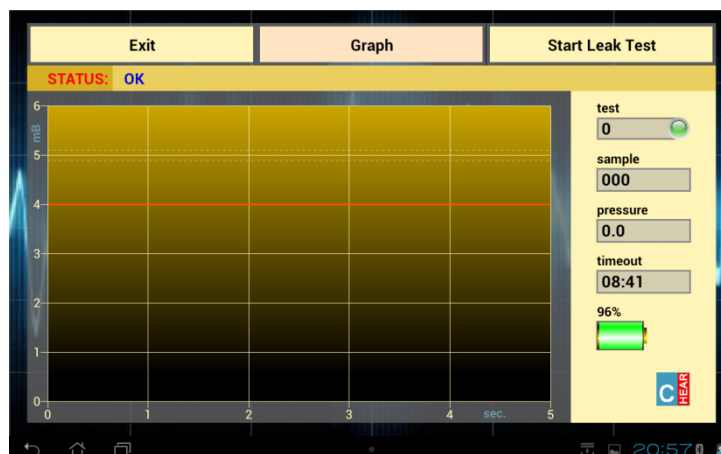 Exit Graph Start Leak Test
STATUS: OK
6
mB
5
4
3
2
1
0
0 1 2 3 4 sec. 5
test
0
sample
000
pressure
0.0
timeout
08:41
96%
C HEAR
20:57